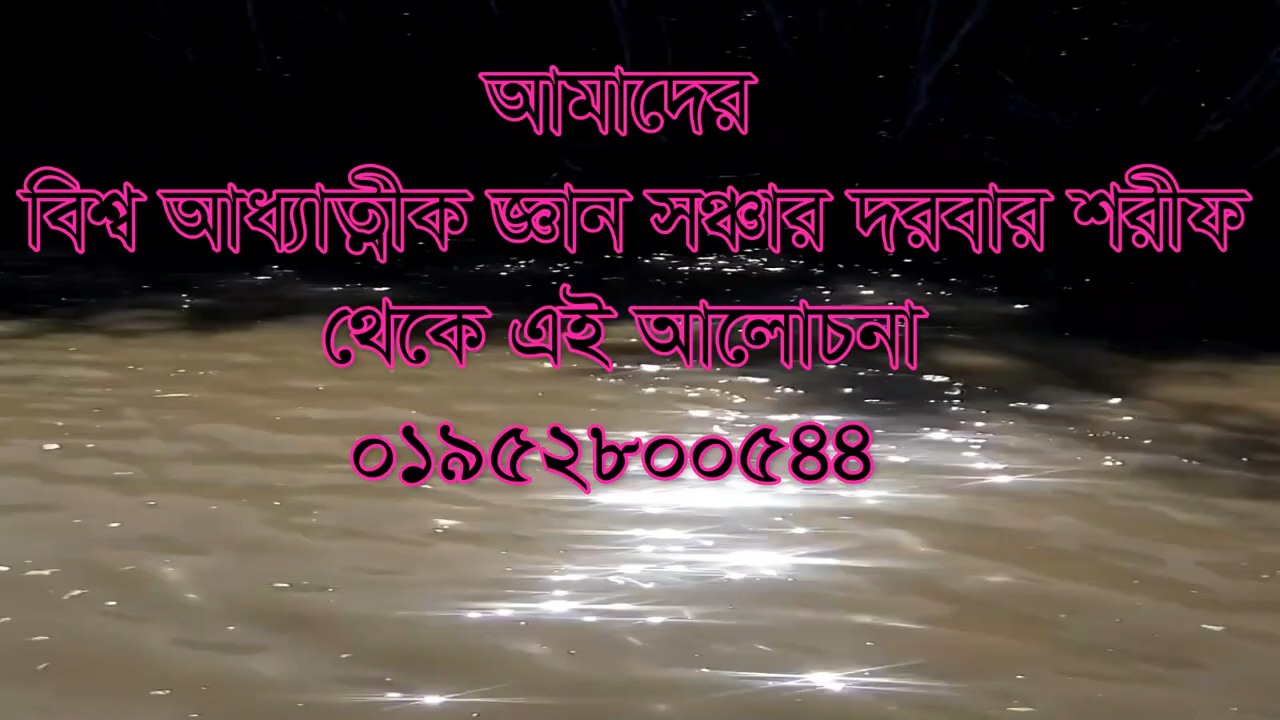 আমাদের
বিশ্ব আধ্যাত্নীক জ্ঞান সঞ্চার দরবার শরীফ
থেকে এই আলোচনা
০১৯৫২৮০০৫৪৪